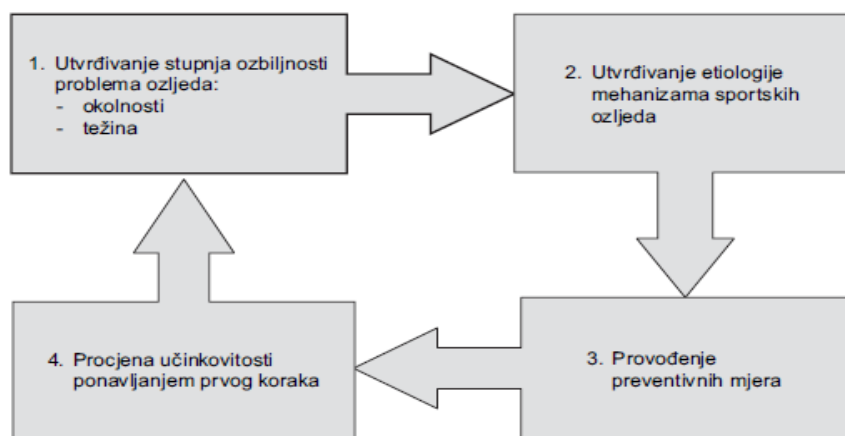 1. Utvrđivanje stupnja ozbiljnosti
problema ozljeda:
- okolnosti
- težina
2. Utvrđivanje etiologije
mehanizama sportskih
ozljeda
3. Provođenje
preventivnih mjera
4. Procjena učinkovitosti
ponavljanjem prvog koraka